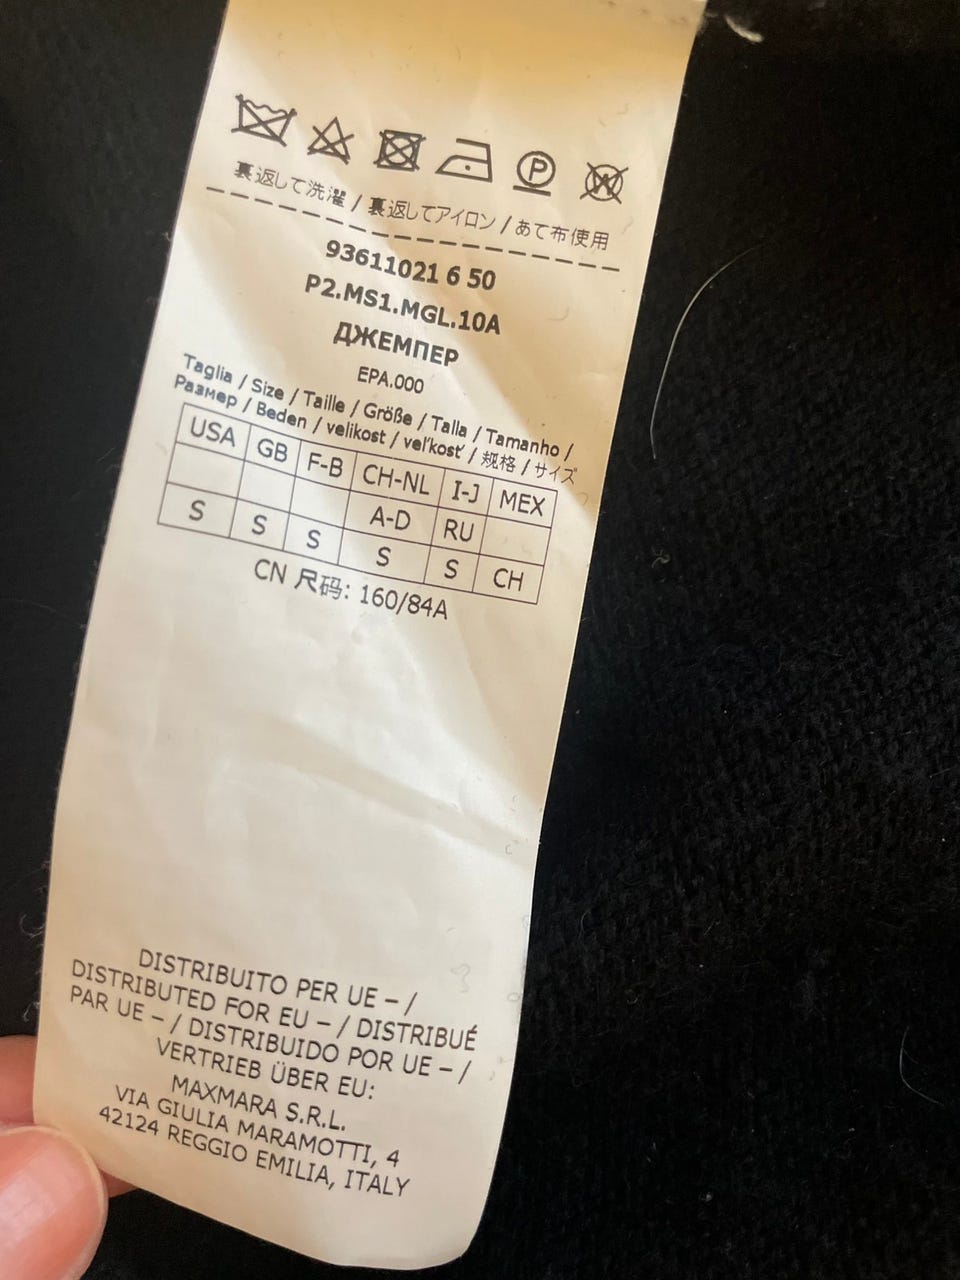 P
W
裏返して洗濯 / 裏返してアイロン / あて布使用
93611021 6 50
P2.MS1.MGL.10A
ДЖЕМПЕР
EPA.000
Taglia / Size / Taille / Größe / Talla / Tamanho /
Размер / Beden / velikost / veľkosť / 规格 / サイズ
USA GB F-B CH-NL I-J MEX
A-D RU
S S S S S CH
CN 尺码: 160/84A
DISTRIBUITO PER UE – /
DISTRIBUTED FOR EU – / DISTRIBUÉ
PAR UE – / DISTRIBUIDO POR UE – /
VERTRIEB ÜBER EU:
MAXMARA S.R.L.
VIA GIULIA MARAMOTTI, 4
42124 REGGIO EMILIA, ITALY